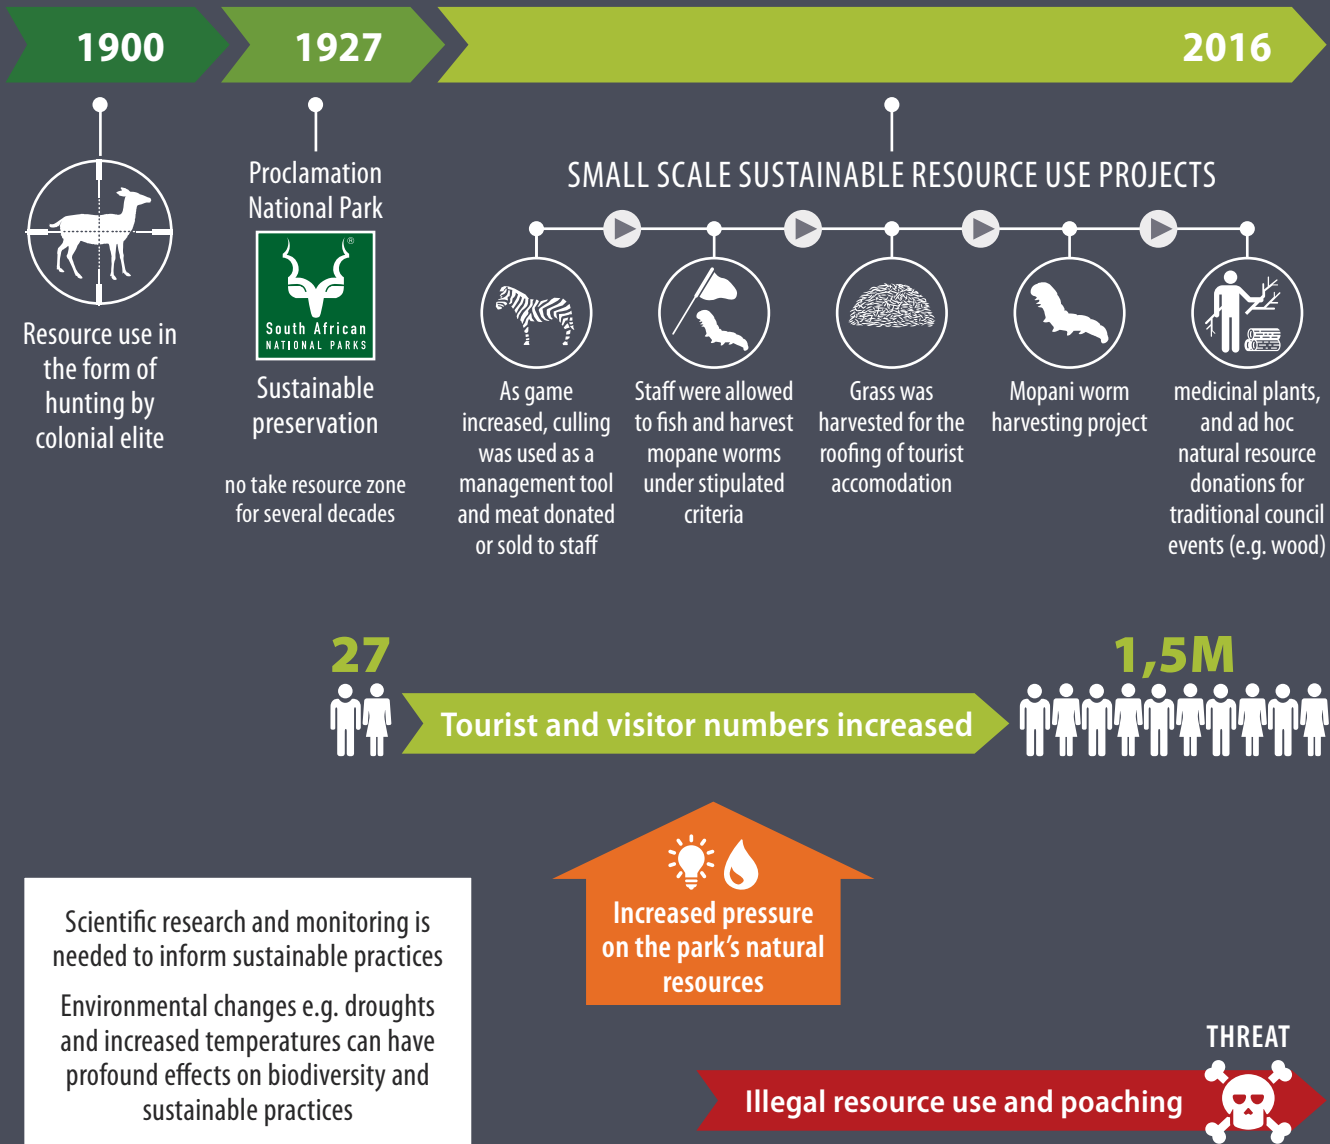 1900
1927
2016
Resource use in
the form of
hunting by
colonial elite
Proclamation
National Park
®
South African
NATIONAL PARKS
Sustainable
preservation
no take resource zone
for several decades
SMALL SCALE SUSTAINABLE RESOURCE USE PROJECTS
As game
increased, culling
was used as a
management tool
and meat donated
or sold to staff
Staff were allowed
to fish and harvest
mopane worms
under stipulated
criteria
Grass was
harvested for the
roofing of tourist
accomodation
Mopani worm
harvesting project
medicinal plants,
and ad hoc
natural resource
donations for
traditional council
events (e.g. wood)
27
Tourist and visitor numbers increased
1,5M
Increased pressure
on the park's natural
resources
Scientific research and monitoring is
needed to inform sustainable practices
Environmental changes e.g. droughts
and increased temperatures can have
profound effects on biodiversity and
sustainable practices
THREAT
Illegal resource use and poaching